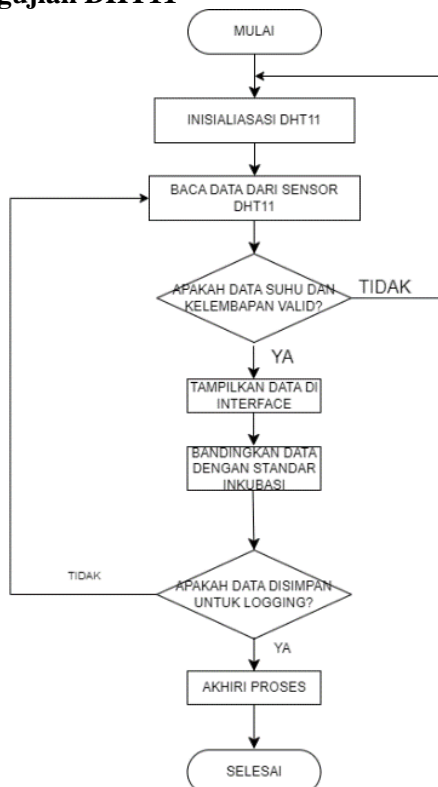 DHT11
MULAI
INISIALIASASI DHT11
BACA DATA DARI SENSOR
DHT11
APAKAH DATA SUHU DAN
KELEMBAPAN VALID?
TIDAK
YA
TAMPILKAN DATA DI
INTERFACE
BANDINGKAN DATA
DENGAN STANDAR
INKUBASI
TIDAK
APAKAH DATA DISIMPAN
UNTUK LOGGING?
YA
AKHIRI PROSES
SELESAI